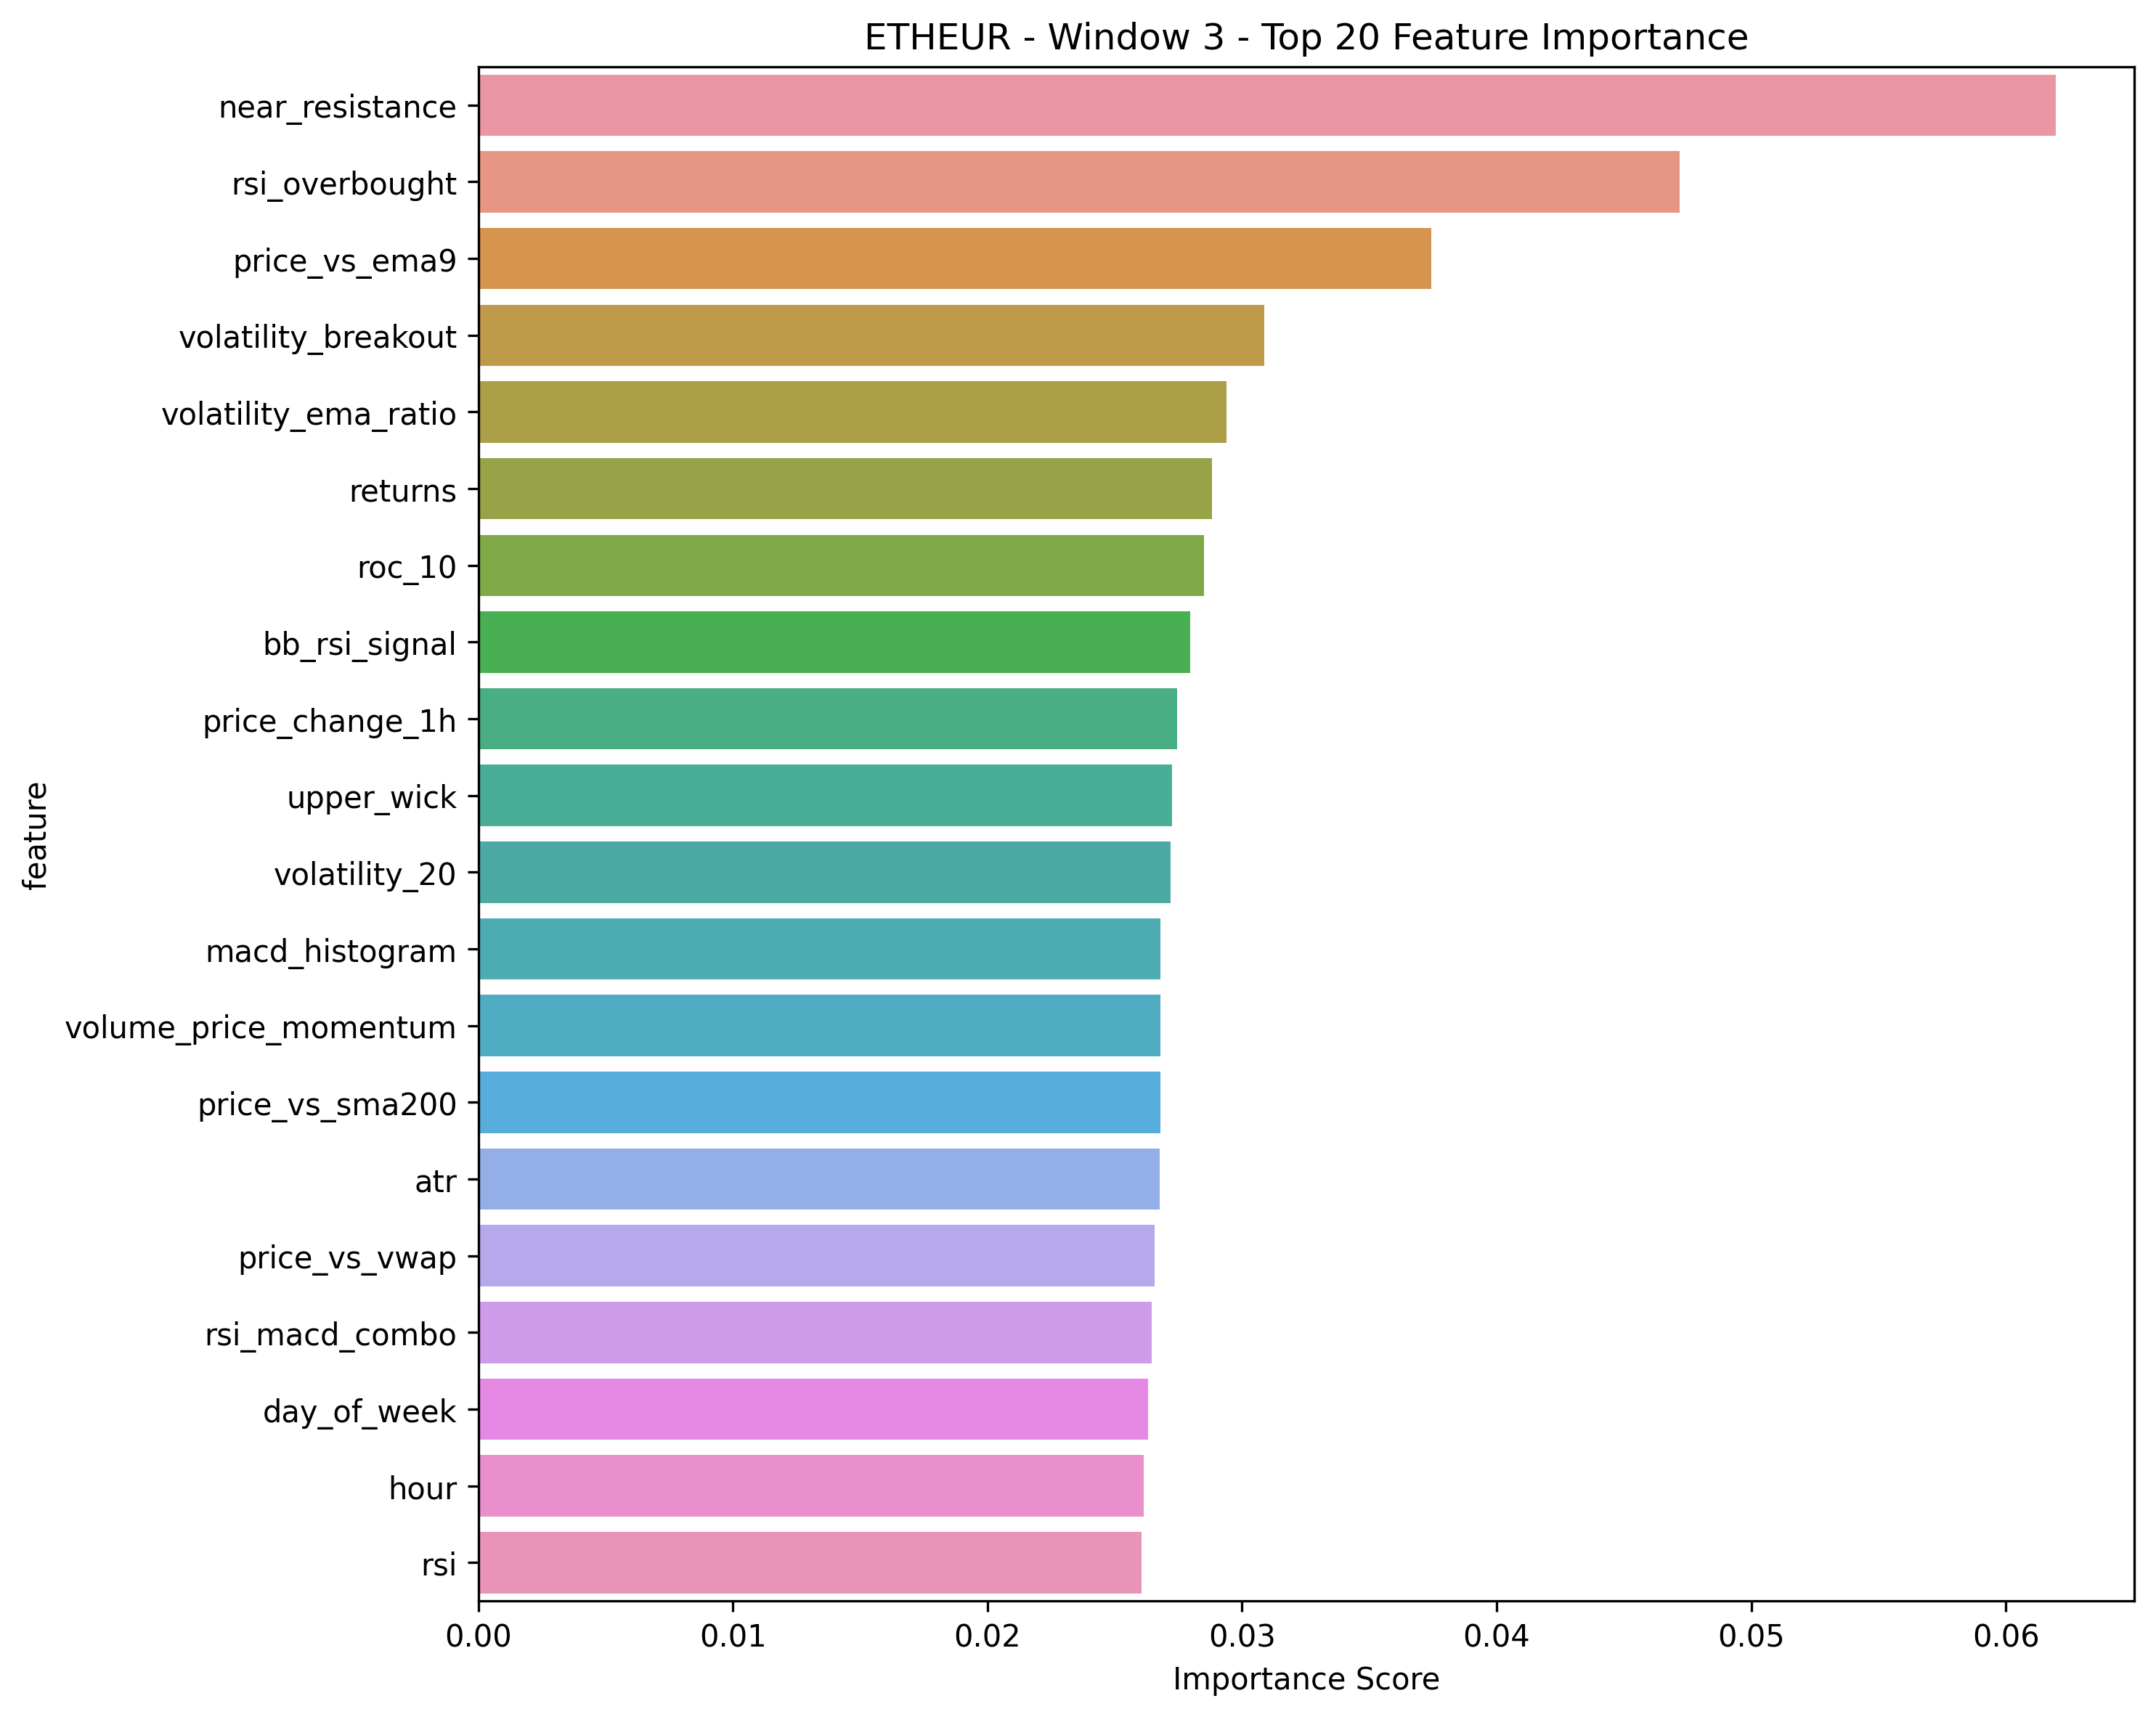 ETHEUR - Window 3 - Top 20 Feature Importance
near_resistance
rsi_overbought
price_vs_ema9
volatility_breakout
volatility_ema_ratio
returns
roc_10
bb_rsi_signal
price_change_1h
upper_wick
volatility_20
macd_histogram
volume_price_momentum
price_vs_sma200
atr
price_vs_vwap
rsi_macd_combo
day_of_week
hour
rsi
feature
0.00 0.01 0.02 0.03 0.04 0.05 0.06
Importance Score